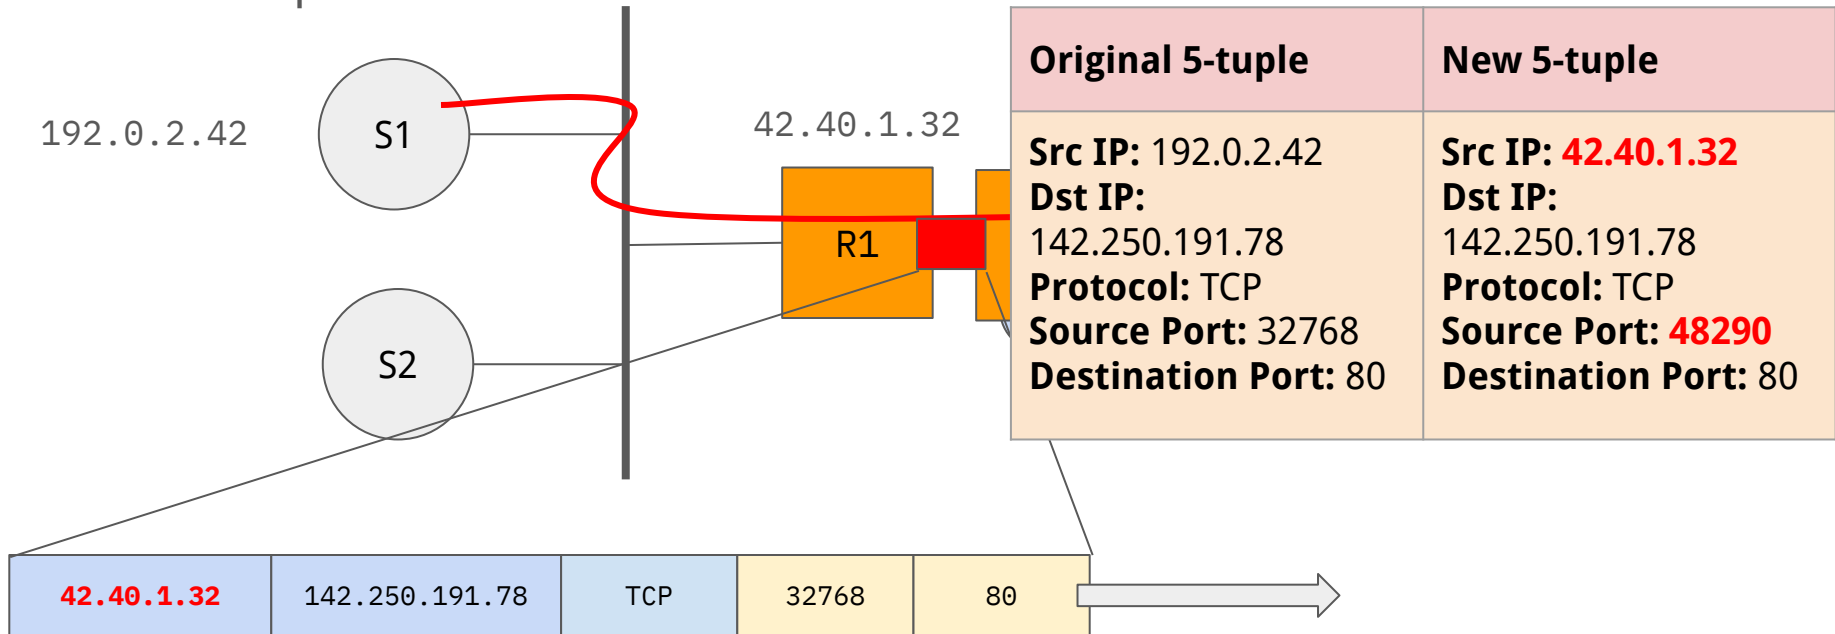 192.0.2.42
S1
42.40.1.32
R1
S2
Original 5-tuple
New 5-tuple
Src IP: 192.0.2.42
Dst IP:
142.250.191.78
Protocol: TCP
Source Port: 32768
Destination Port: 80
Src IP: 42.40.1.32
Dst IP:
142.250.191.78
Protocol: TCP
Source Port: 48290
Destination Port: 80
42.40.1.32
142.250.191.78
TCP
32768
80